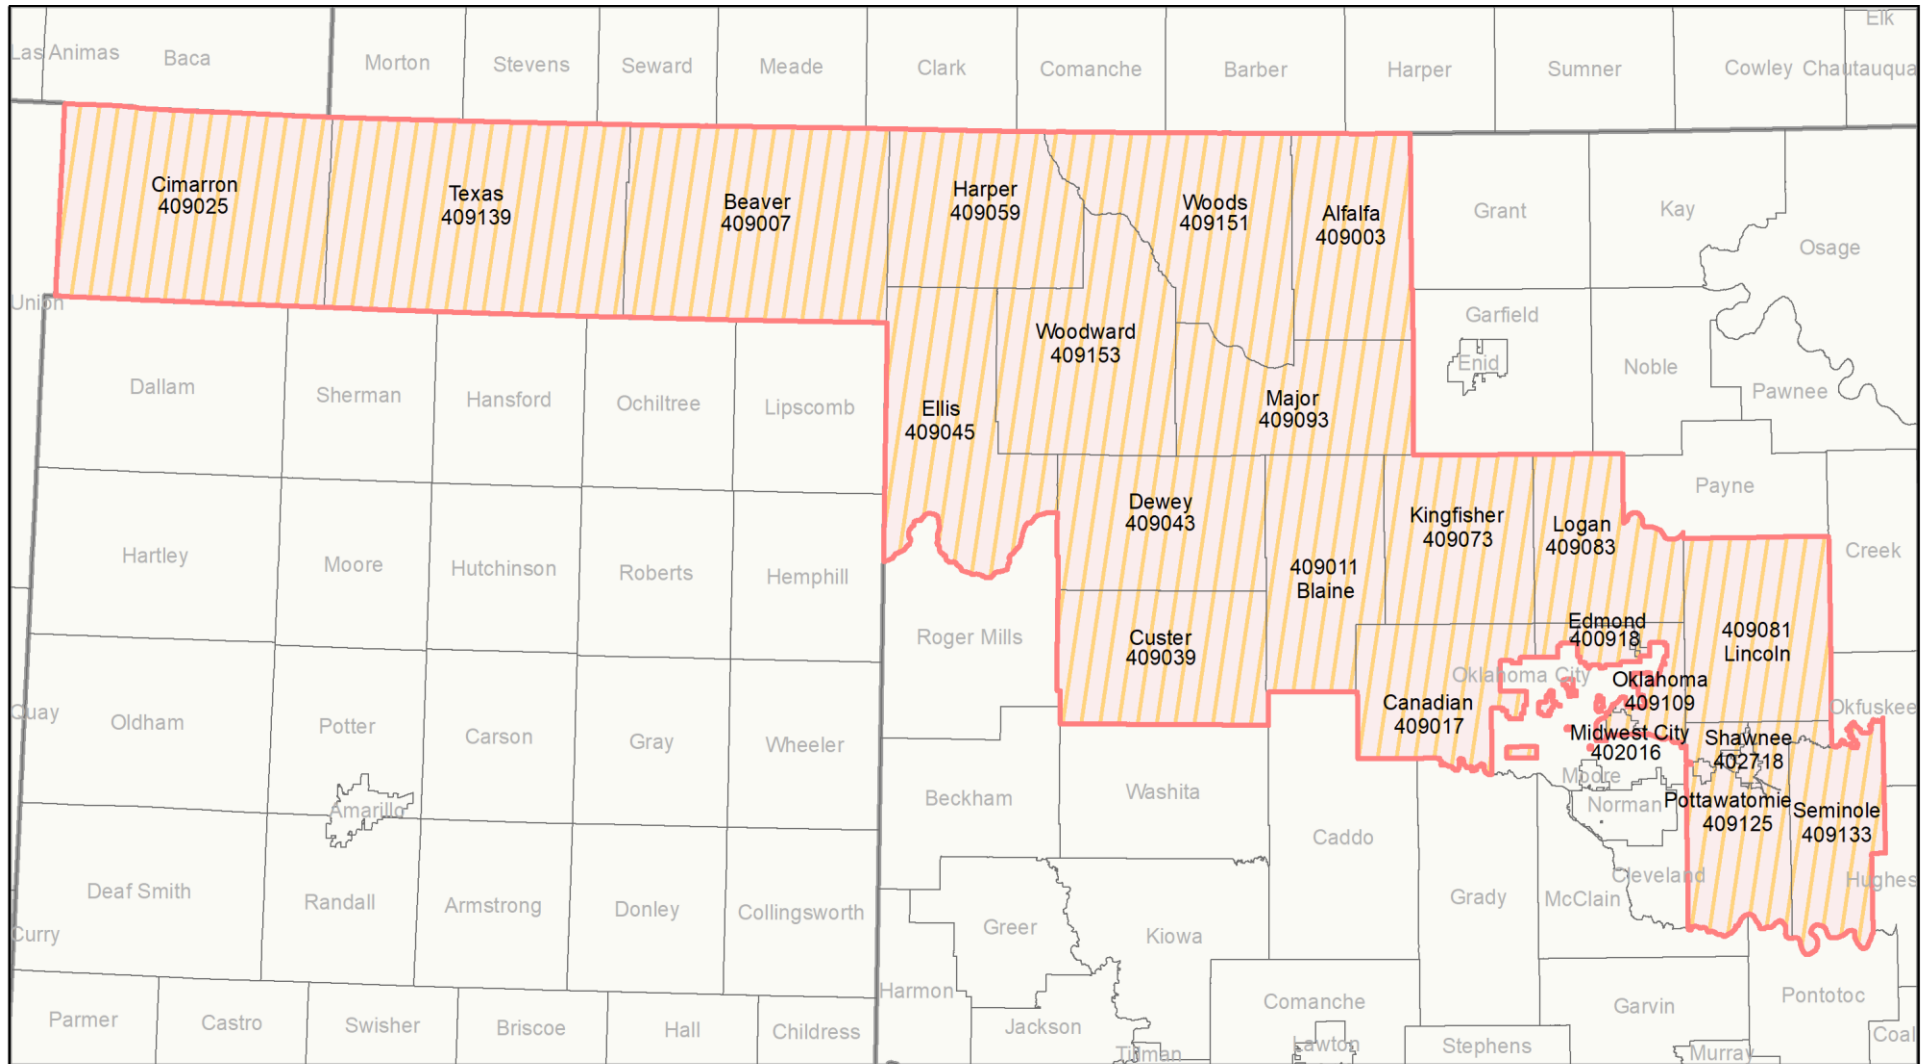 Elk
Las Animas
Baca
Morton
Stevens
Seward
Meade
Clark
Comanche
Barber
Harper
Sumner
Cowley
Chautauqua
Cimarron
409025
Texas
409139
Beaver
409007
Harper
409059
Woods
409151
Alfalfa
409003
Grant
Kay
Osage
Union
Woodward
409153
Garfield
Enid
Noble
Pawnee
Dallam
Sherman
Hansford
Ochiltree
Lipscomb
Ellis
409045
Major
409093
Payne
Dewey
409043
Kingfisher
409073
Logan
409083
Creek
Hartley
Moore
Hutchinson
Roberts
Hemphill
409011
Blaine
Roger Mills
Custer
409039
Edmond
400918
409081
Lincoln
Oklahoma City
Oklahoma
409109
Canadian
409017
Okfuskee
Quay
Oldham
Potter
Carson
Gray
Wheeler
Midwest City
402016
Shawnee
402718
Moore
Norman
Pottawatomie
409125
Seminole
409133
Amarillo
Beckham
Washita
Caddo
Deaf Smith
Randall
Armstrong
Donley
Collingsworth
Cleveland
Hughes
Grady
McClain
Greer
Kiowa
Curry
Harmon
Comanche
Garvin
Pontotoc
Parmer
Castro
Swisher
Briscoe
Hall
Childress
Jackson
Tillman
Lawton
Stephens
Murray
Coal